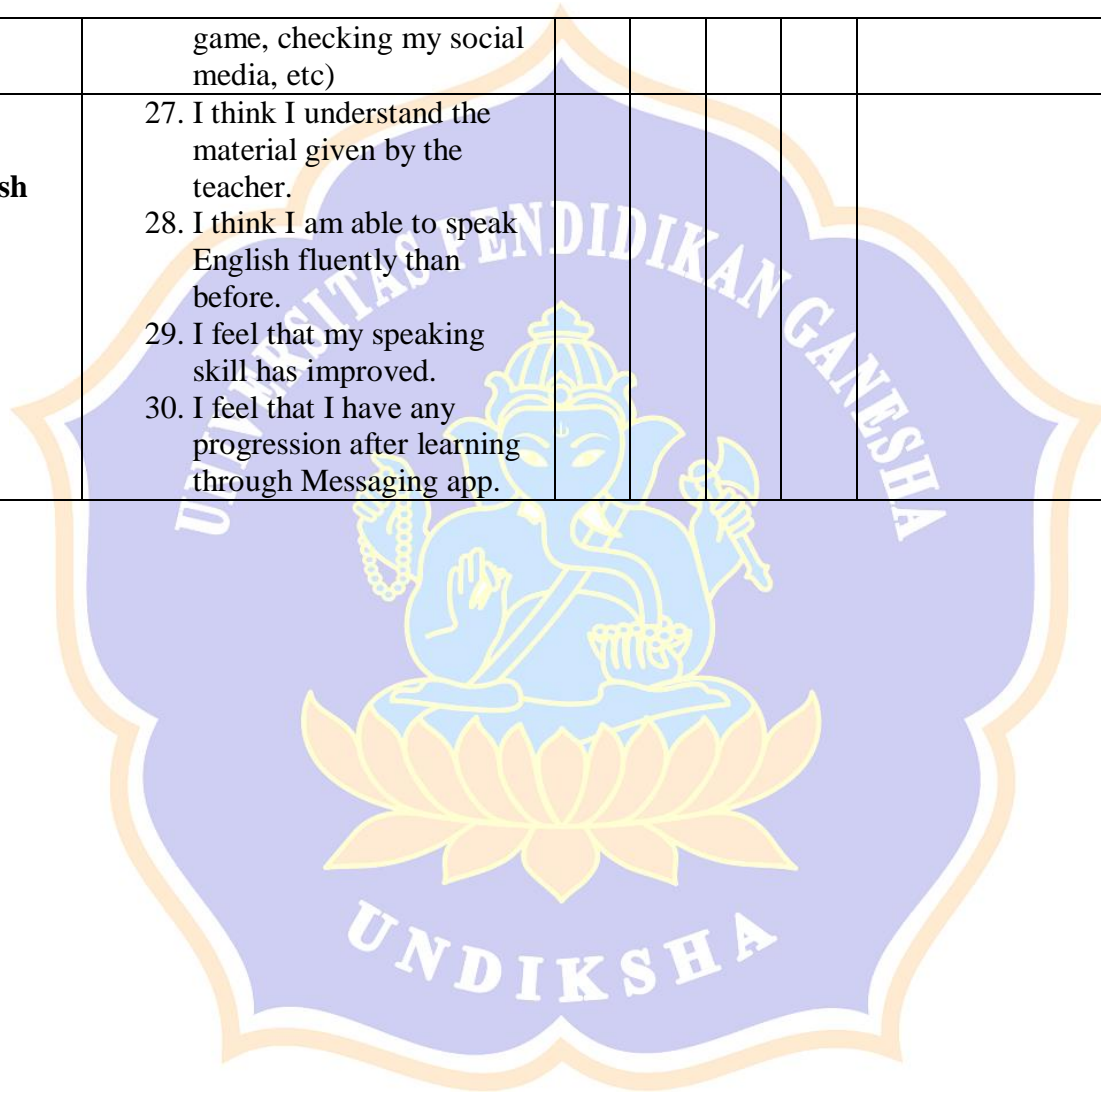 game, checking my social
media, etc)
27. I think I understand the
material given by the
teacher.
sh
28. I think I am able to speak
English fluently than
before.
29. I feel that my speaking
skill has improved.
30. I feel that I have any
progression after learning
through Messaging app.
UNIVERSITAS PENDIDIKAN GANESHA
UNDIKSHA